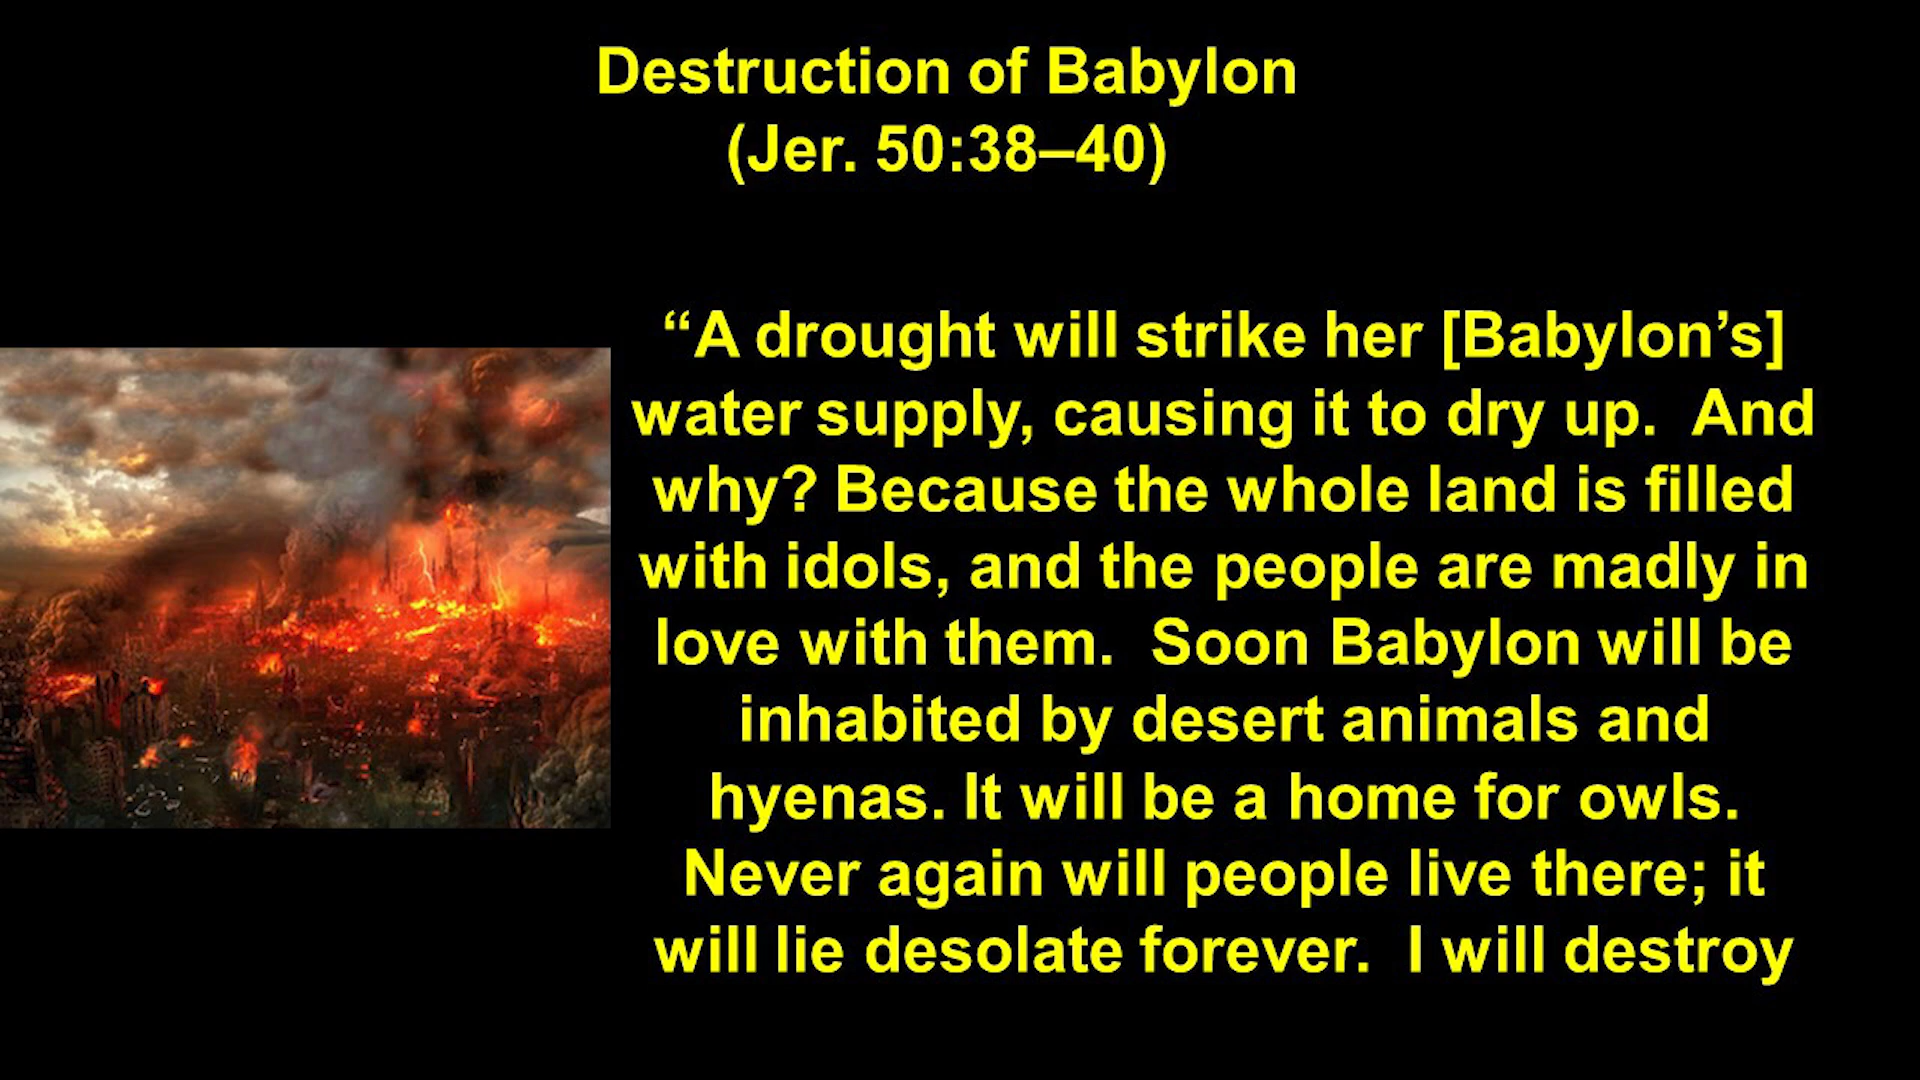 Destruction of Babylon
(Jer. 50:38–40)
“A drought will strike her [Babylon’s]
water supply, causing it to dry up.  And
why? Because the whole land is filled
with idols, and the people are madly in
love with them.  Soon Babylon will be
inhabited by desert animals and
hyenas. It will be a home for owls.
Never again will people live there; it
will lie desolate forever.  I will destroy